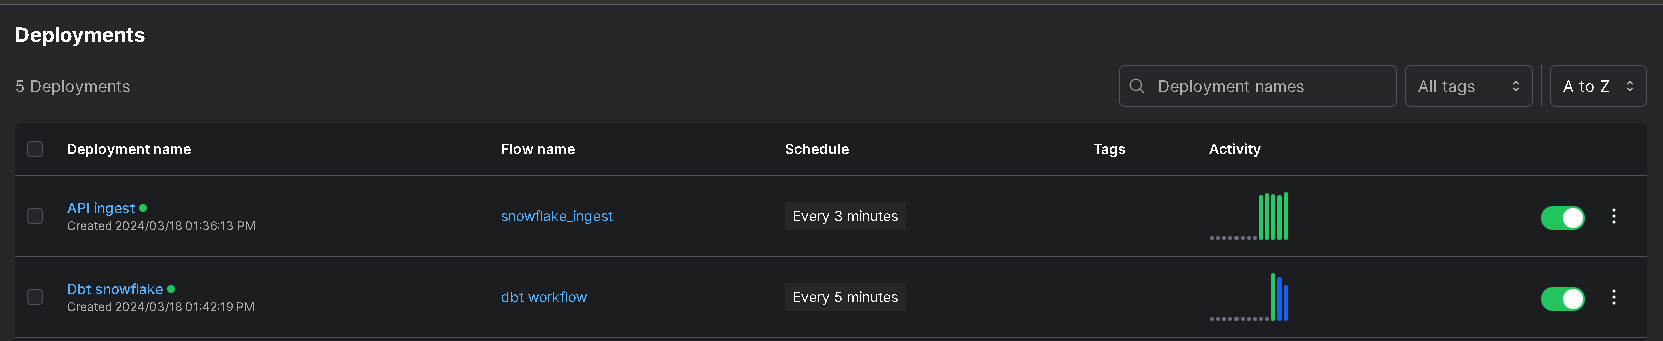 Deployments
5 Deployments
Deployment names
All tags
A to Z
Deployment name
Flow name
Schedule
Tags
Activity
API ingest
Created 2024/03/18 01:36:13 PM
snowflake_ingest
Every 3 minutes
Dbt snowflake
Created 2024/03/18 01:42:19 PM
dbt workflow
Every 5 minutes